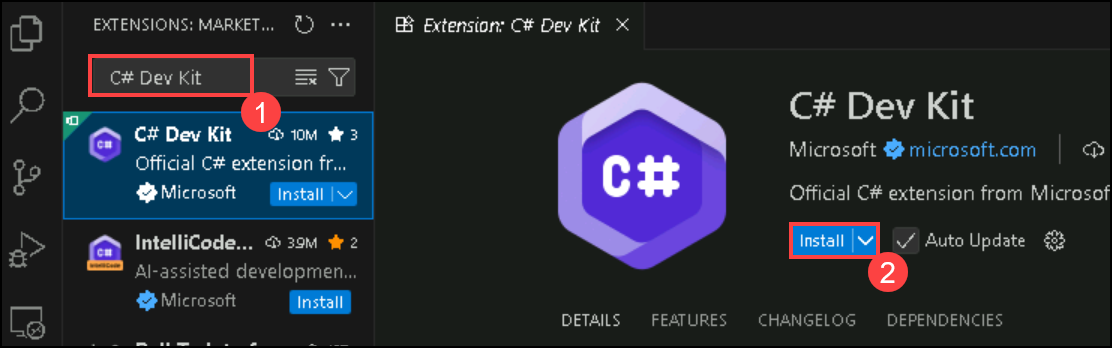 EXTENSIONS: MARKET...
C# Dev Kit
1
C# Dev Kit 10M 3
Official C# extension fr...
Microsoft Install
IntelliCode... 3.9M 2
AI-assisted developmen...
Microsoft Install
Extension: C# Dev Kit
C#
C# Dev Kit
Microsoft microsoft.com
Official C# extension from Microsof
Install Auto Update
2
DETAILS FEATURES CHANGELOG DEPENDENCIES